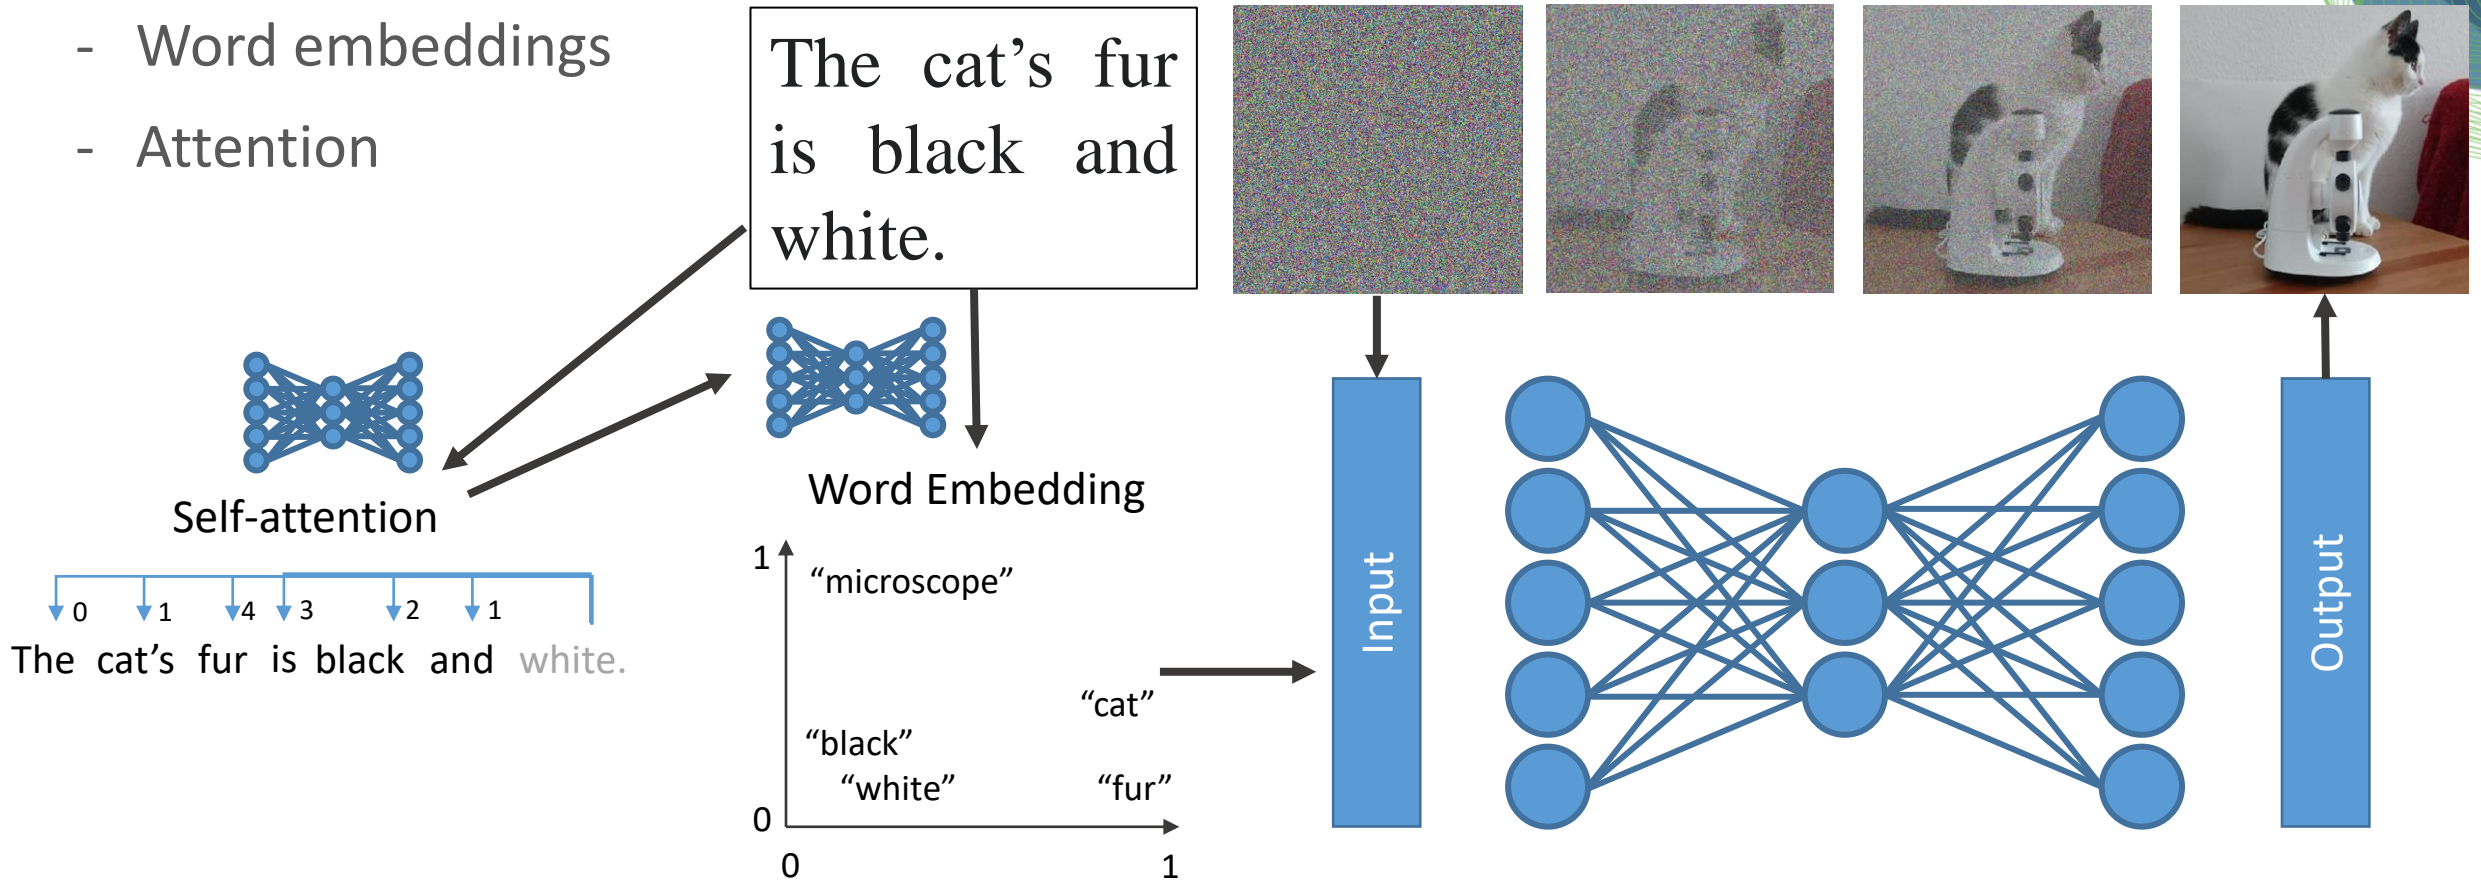 - Word embeddings
- Attention
The cat’s fur
is black and
white.
Self-attention
0 1 4 3 2 1
The cat’s fur is black and white.
Word Embedding
1
“microscope”
“cat”
“black”
“white” “fur”
0
0 1
Input
Output